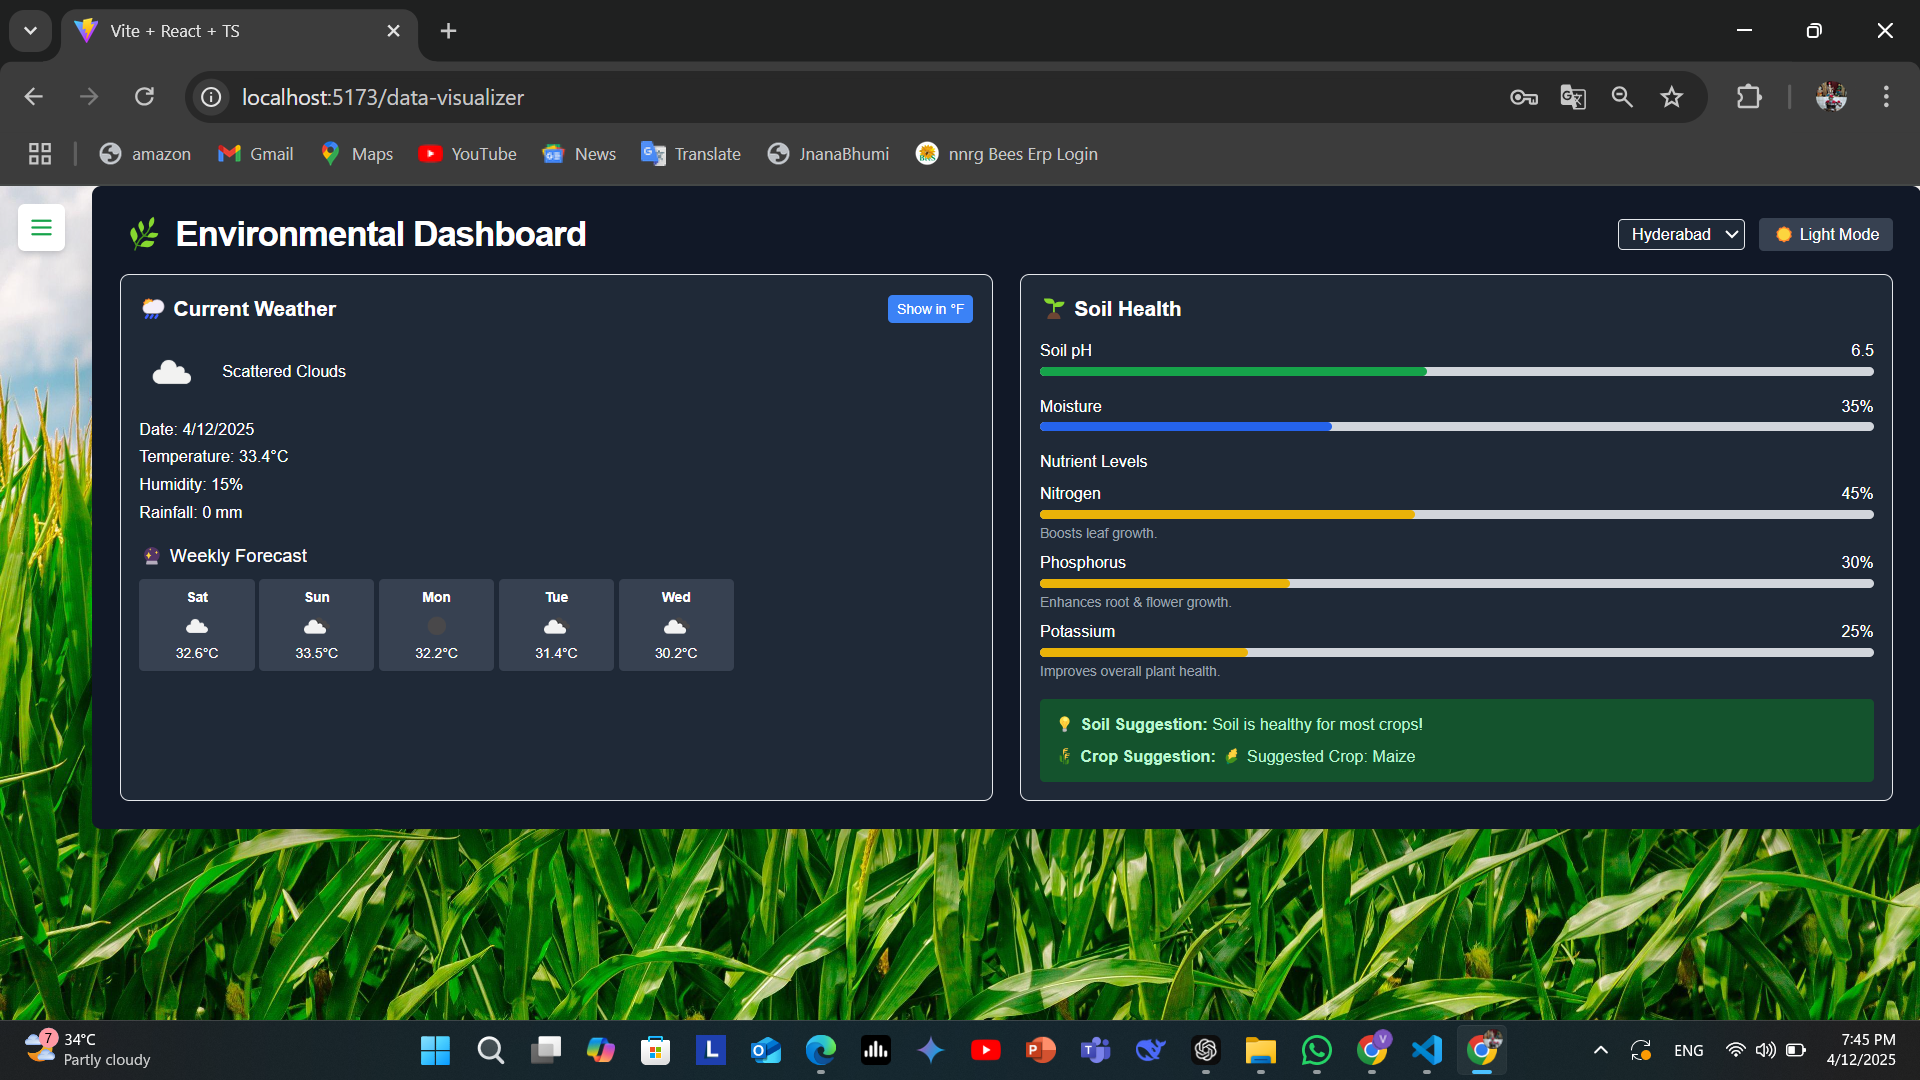 Vite + React + TS
localhost:5173/data-visualizer
amazon
Gmail
Maps
YouTube
News
Translate
JnanaBhumi
nnrg Bees Erp Login
Environmental Dashboard
Hyderabad
Light Mode
Current Weather
Show in °F
Scattered Clouds
Date: 4/12/2025
Temperature: 33.4°C
Humidity: 15%
Rainfall: 0 mm
Weekly Forecast
Sat
Sun
Mon
Tue
Wed
32.6°C
33.5°C
32.2°C
31.4°C
30.2°C
Soil Health
Soil pH 6.5
Moisture 35%
Nutrient Levels
Nitrogen 45%
Boosts leaf growth.
Phosphorus 30%
Enhances root & flower growth.
Potassium 25%
Improves overall plant health.
Soil Suggestion: Soil is healthy for most crops!
Crop Suggestion: Suggested Crop: Maize
7
34°C
Partly cloudy
L
V
ENG
7:45 PM
4/12/2025